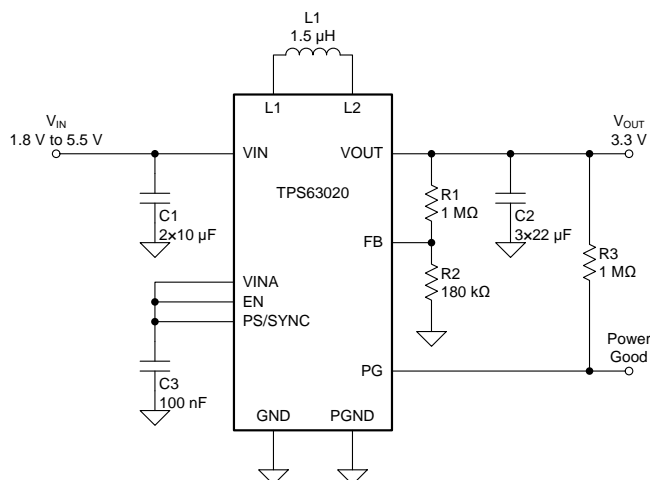 L1
1.5 µH
L1
L2
VIN
1.8 V to 5.5 V
VIN
VOUT
VOUT
3.3 V
TPS63020
R1
1 MΩ
C1
2×10 µF
C2
3×22 µF
FB
R3
1 MΩ
R2
180 kΩ
VINA
EN
PS/SYNC
Power
Good
PG
C3
100 nF
GND
PGND